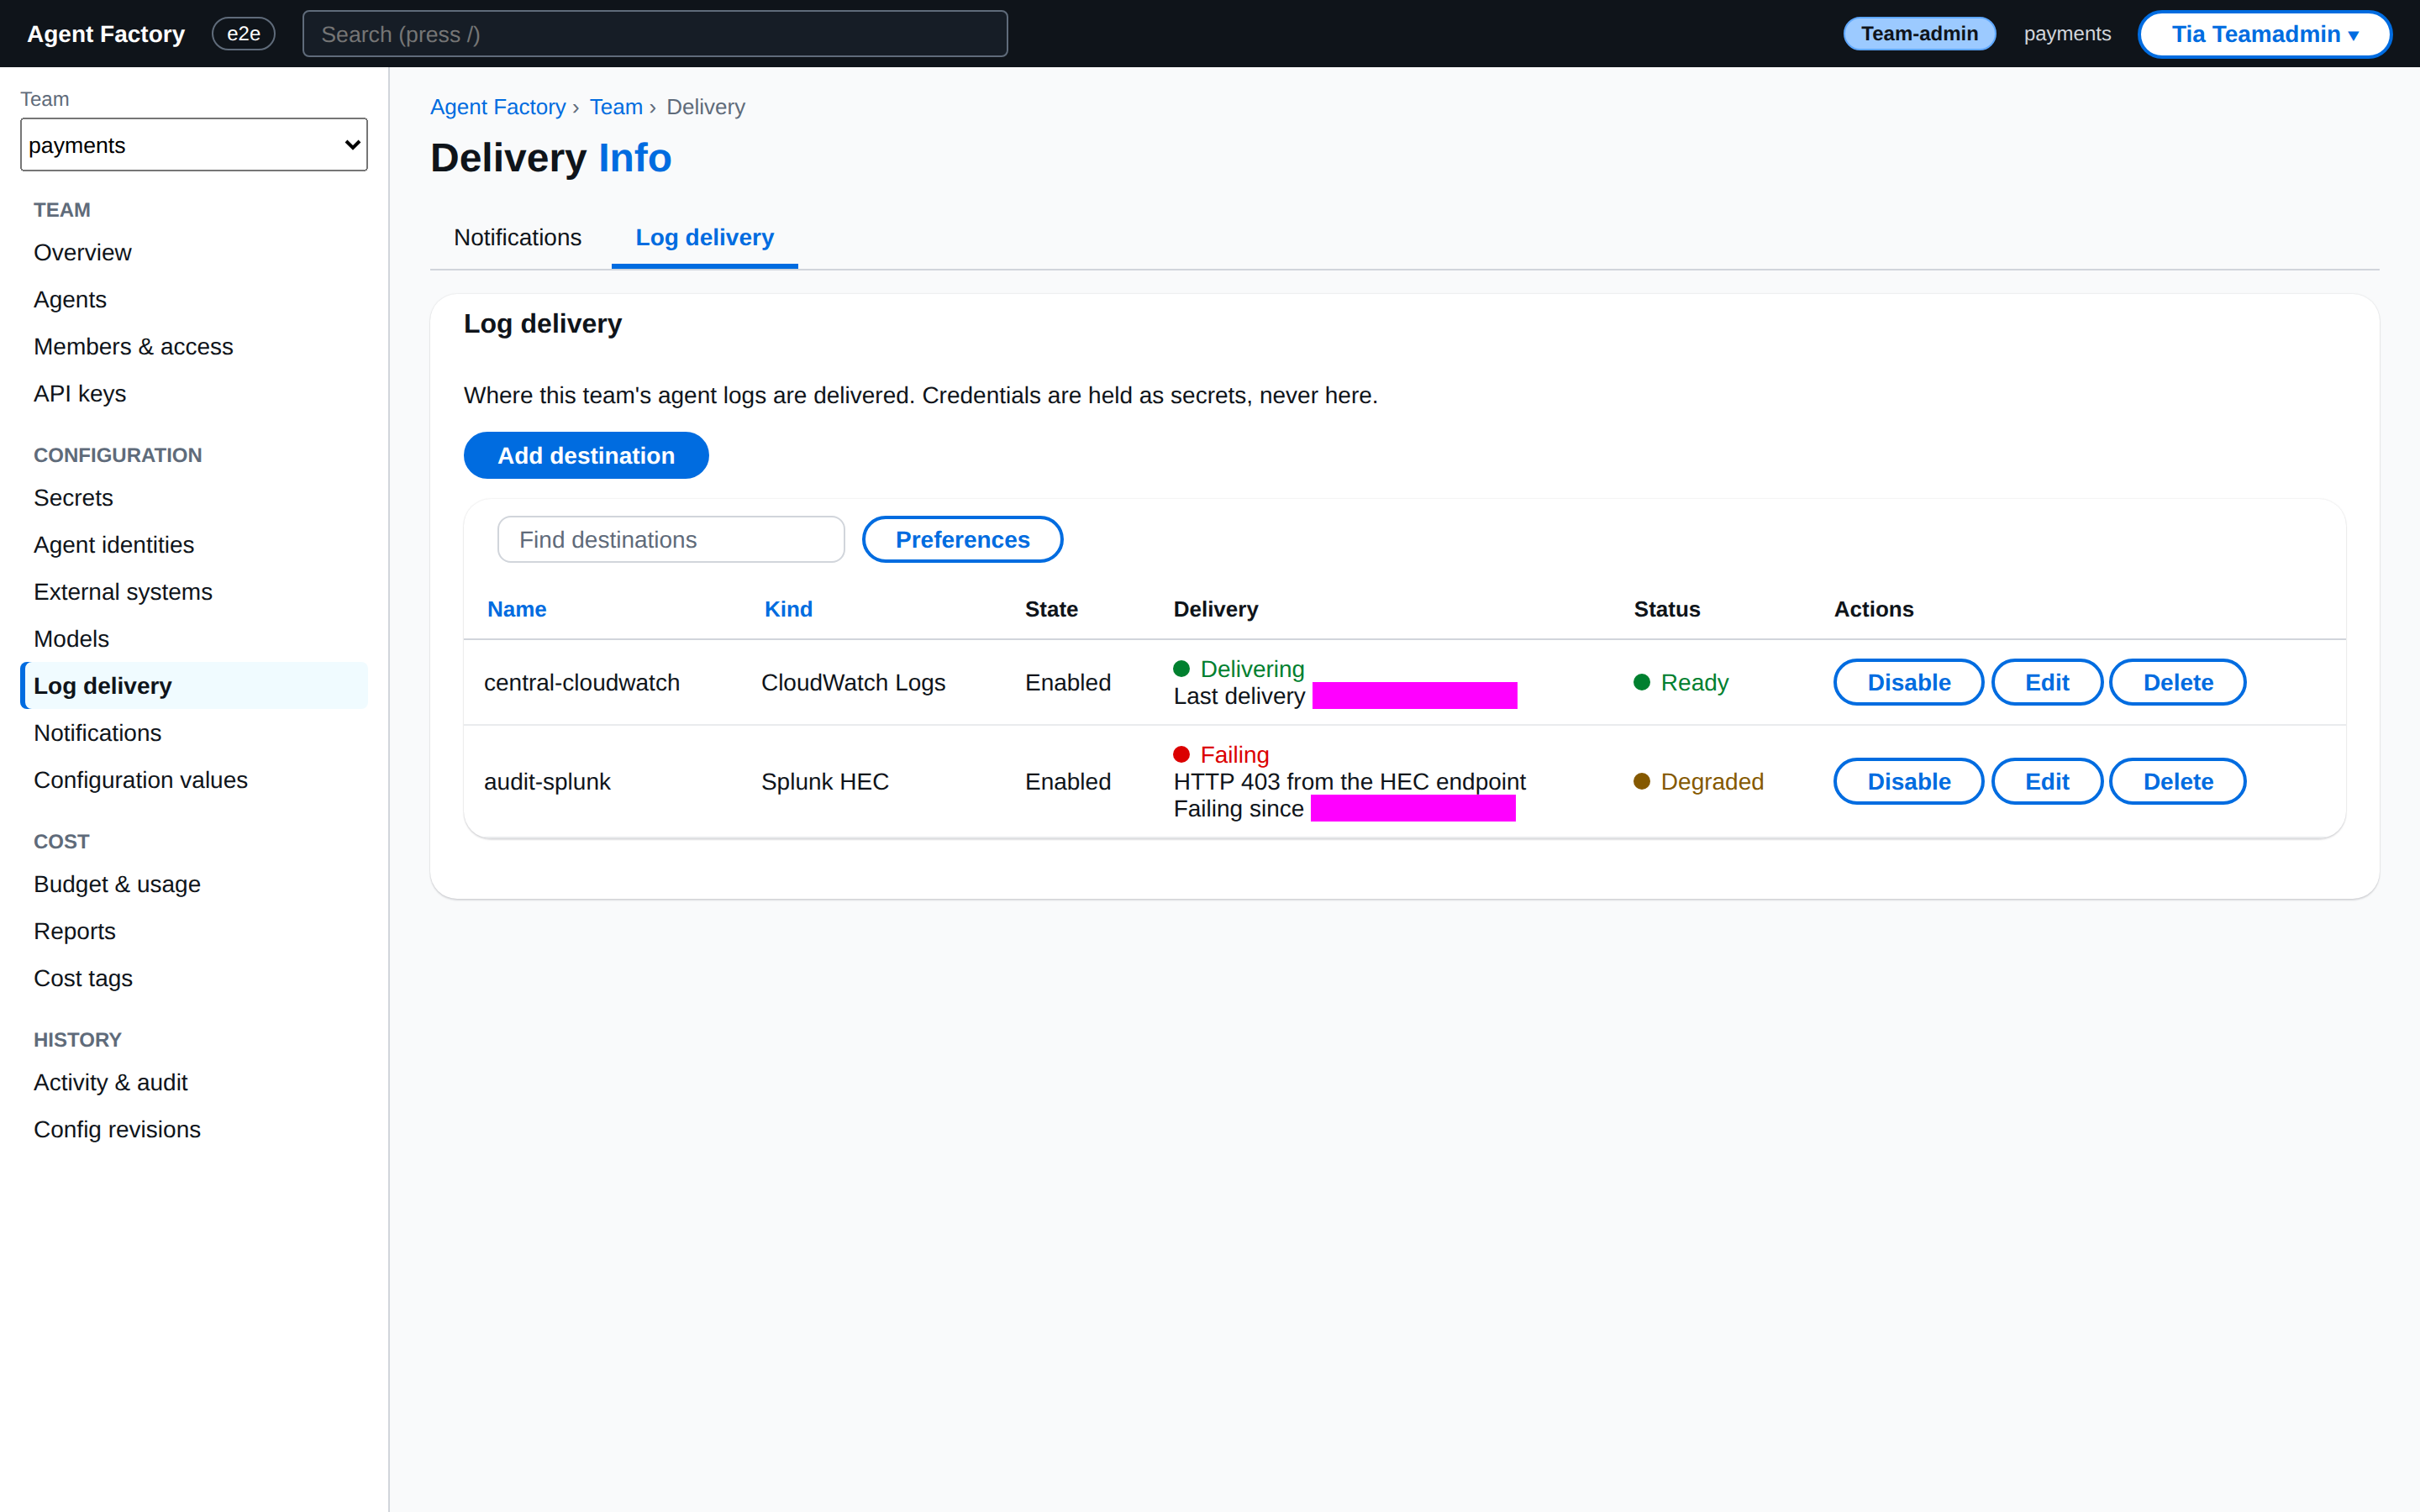 Agent Factory e2e Search (press /) Team-admin payments Tia Teamadmin ▾
Team
payments
TEAM
Overview
Agents
Members & access
API keys
CONFIGURATION
Secrets
Agent identities
External systems
Models
Log delivery
Notifications
Configuration values
COST
Budget & usage
Reports
Cost tags
HISTORY
Activity & audit
Config revisions
Agent Factory › Team › Delivery
Delivery Info
Notifications Log delivery
Log delivery
Where this team's agent logs are delivered. Credentials are held as secrets, never here.
Add destination
Find destinations Preferences
Name Kind State Delivery Status Actions
central-cloudwatch CloudWatch Logs Enabled Delivering Ready Disable Edit Delete
Last delivery
audit-splunk Splunk HEC Enabled Failing Degraded Disable Edit Delete
HTTP 403 from the HEC endpoint
Failing since